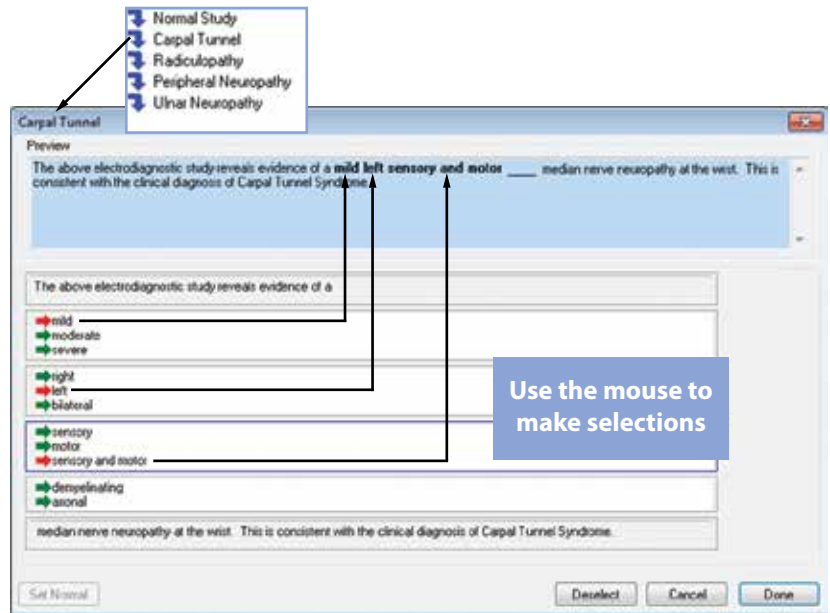 Normal Study
Carpal Tunnel
Radiculopathy
Peripheral Neuropathy
Ulnar Neuropathy
Carpal Tunnel
Preview
The above electrodiagnostic study reveals evidence of a mild left sensory and motor ____ median nerve neuropathy at the wrist. This is
consistent with the clinical diagnosis of Carpal Tunnel Syndrome.
The above electrodiagnostic study reveals evidence of a
mild
moderate
severe
right
left
bilateral
Use the mouse to
make selections
sensory
motor
sensory and motor
demyelinating
axonal
median nerve neuropathy at the wrist. This is consistent with the clinical diagnosis of Carpal Tunnel Syndrome.
Set Normal
Deselect
Cancel
Done